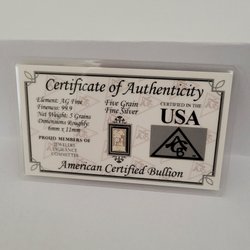 Certificate of Authenticity
Element: AG Fine
Fineness: 99.9
Net Weight: 5 Grains
Dimensions Roughly:
6mm x 11mm
PROUD MEMBERS OF
JEWELERS
VIGILANCE
COMMITTEE
Five Grain
Fine Silver
CERTIFIED IN THE
USA
American Certified Bullion